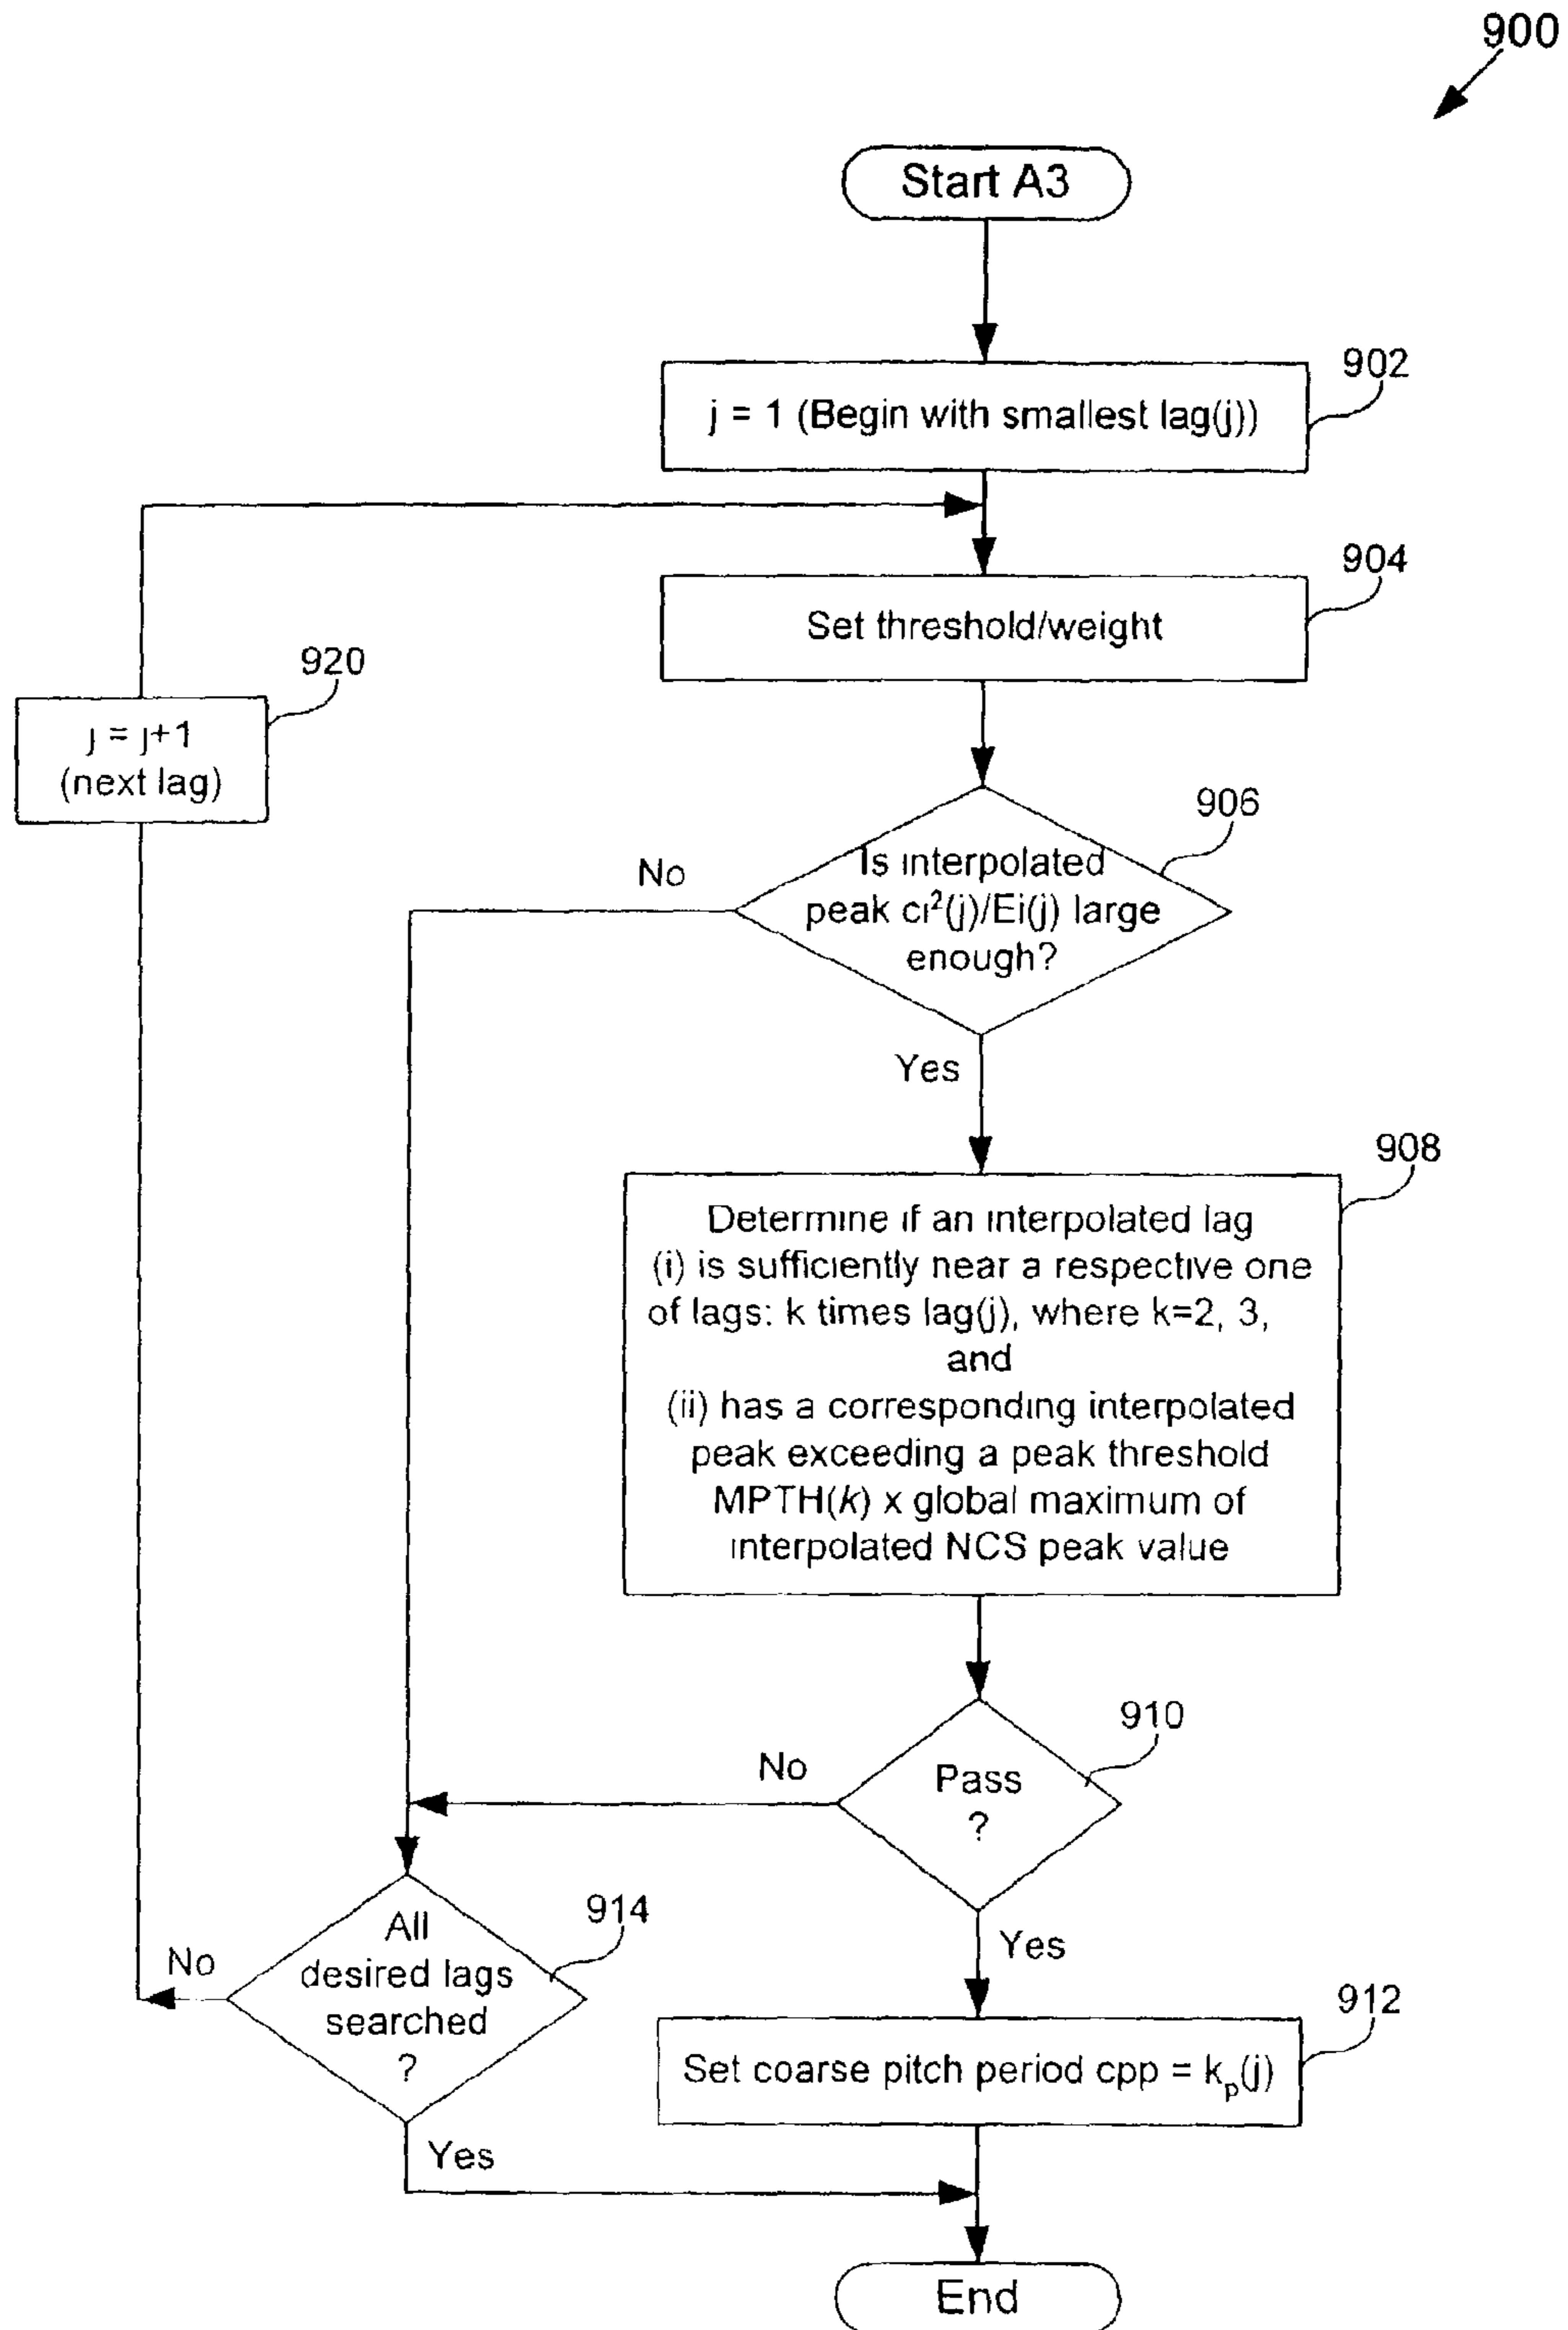 900
Start A3
902
j = 1 (Begin with smallest lag(j))
904
Set threshold/weight
920
j = j+1
(next lag)
906
Is interpolated
peak ci²(j)/Ei(j) large
enough?
No
Yes
908
Determine if an interpolated lag
(i) is sufficiently near a respective one
of lags: k times lag(j), where k=2, 3,
and
(ii) has a corresponding interpolated
peak exceeding a peak threshold
MPTH(k) x global maximum of
interpolated NCS peak value
910
Pass
?
No
Yes
914
All
desired lags
searched
?
No
Yes
912
Set coarse pitch period cpp = kₚ(j)
End